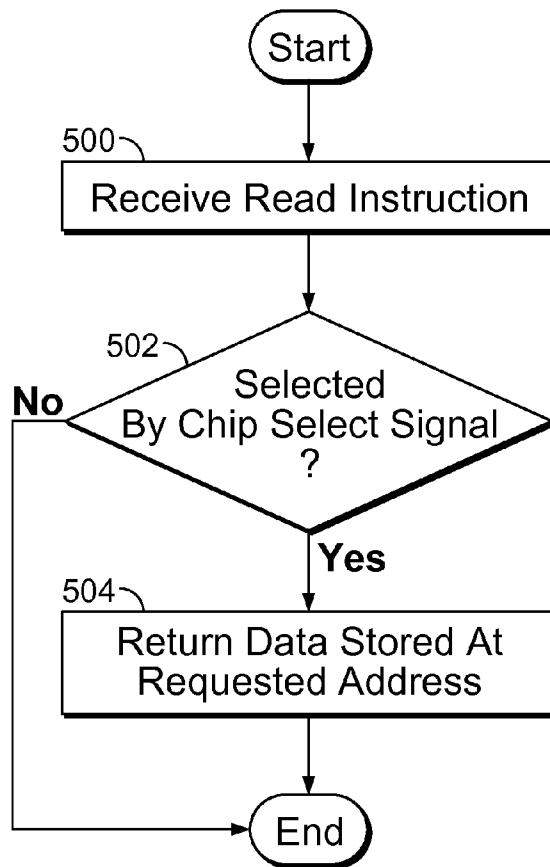 Start
500
Receive Read Instruction
502
Selected
By Chip Select Signal
?
No
Yes
504
Return Data Stored At
Requested Address
End